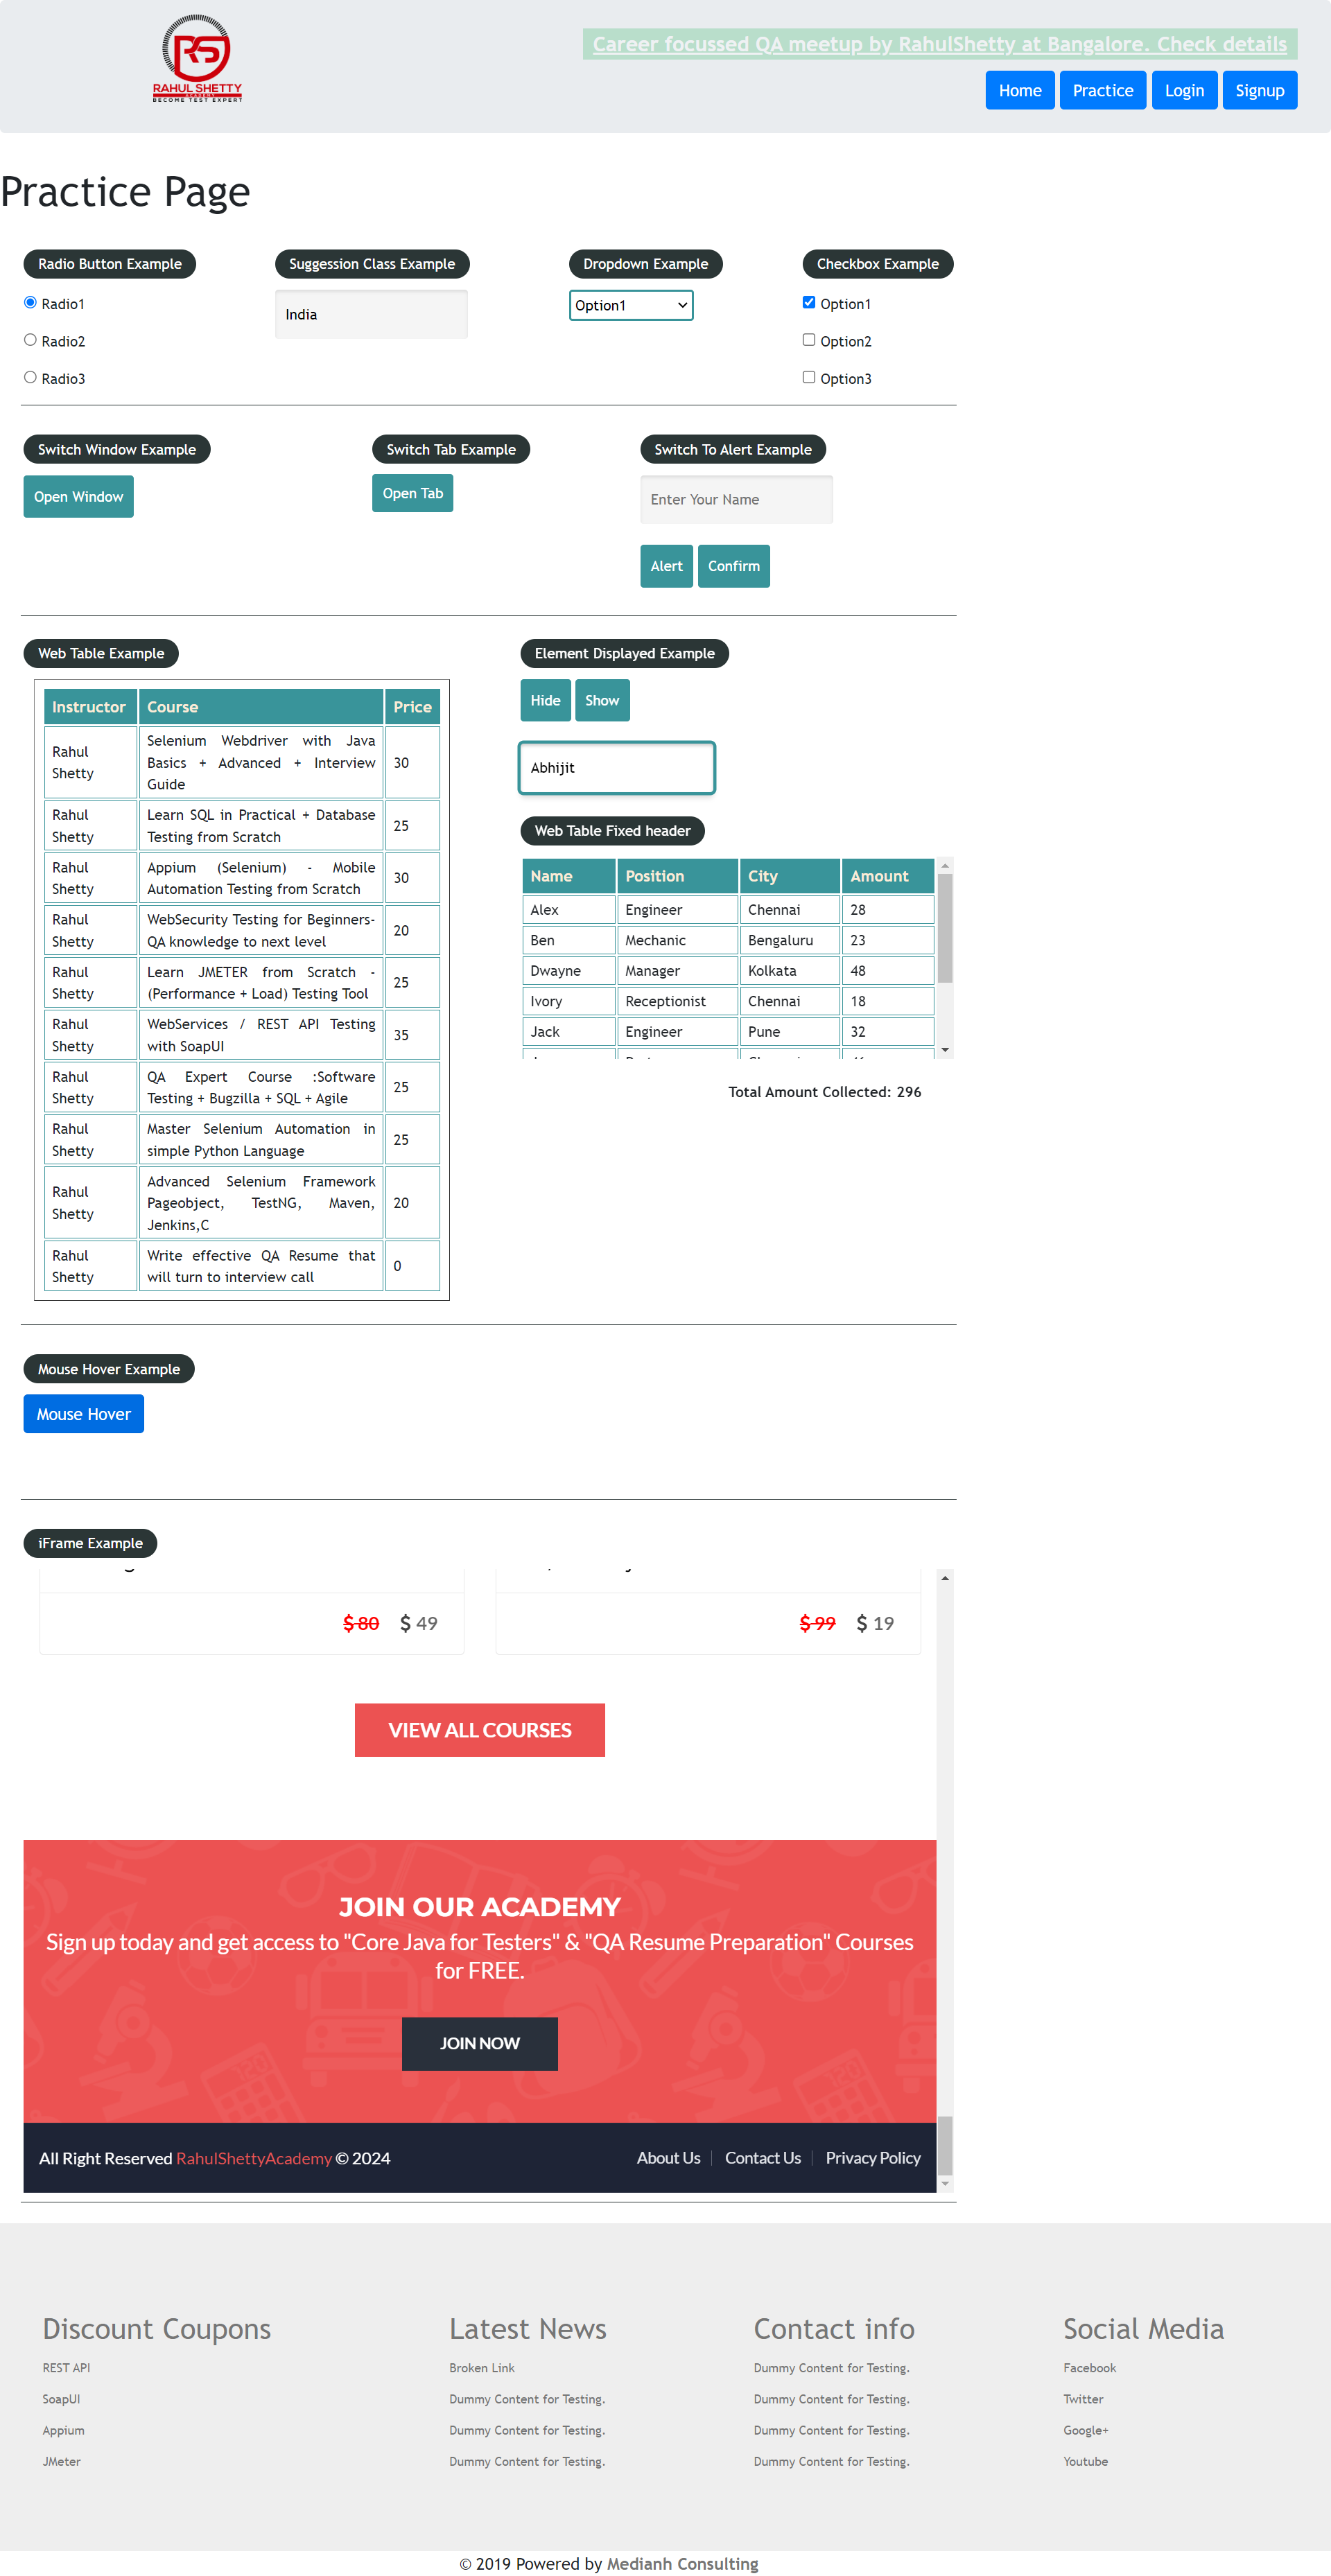 RS
RAHUL SHETTY
ACADEMY
BECOME TEST EXPERT
Career focussed QA meetup by RahulShetty at Bangalore. Check details
Home Practice Login Signup
Practice Page
Radio Button Example
Radio1
Radio2
Radio3
Suggession Class Example
India
Dropdown Example
Option1
Checkbox Example
Option1
Option2
Option3
Switch Window Example
Open Window
Switch Tab Example
Open Tab
Switch To Alert Example
Enter Your Name
Alert Confirm
Web Table Example
Instructor Course Price
Rahul Shetty Selenium Webdriver with Java Basics + Advanced + Interview Guide 30
Rahul Shetty Learn SQL in Practical + Database Testing from Scratch 25
Rahul Shetty Appium (Selenium) - Mobile Automation Testing from Scratch 30
Rahul Shetty WebSecurity Testing for Beginners-QA knowledge to next level 20
Rahul Shetty Learn JMETER from Scratch - (Performance + Load) Testing Tool 25
Rahul Shetty WebServices / REST API Testing with SoapUI 35
Rahul Shetty QA Expert Course :Software Testing + Bugzilla + SQL + Agile 25
Rahul Shetty Master Selenium Automation in simple Python Language 25
Rahul Shetty Advanced Selenium Framework Pageobject, TestNG, Maven, Jenkins,C 20
Rahul Shetty Write effective QA Resume that will turn to interview call 0
Element Displayed Example
Hide Show
Abhijit
Web Table Fixed header
Name Position City Amount
Alex Engineer Chennai 28
Ben Mechanic Bengaluru 23
Dwayne Manager Kolkata 48
Ivory Receptionist Chennai 18
Jack Engineer Pune 32
Total Amount Collected: 296
Mouse Hover Example
Mouse Hover
iFrame Example
$ 80 $ 49
$ 99 $ 19
VIEW ALL COURSES
JOIN OUR ACADEMY
Sign up today and get access to "Core Java for Testers" & "QA Resume Preparation" Courses
for FREE.
JOIN NOW
All Right Reserved RahulShettyAcademy © 2024
About Us | Contact Us | Privacy Policy
Discount Coupons
REST API
SoapUI
Appium
JMeter
Latest News
Broken Link
Dummy Content for Testing.
Dummy Content for Testing.
Dummy Content for Testing.
Contact info
Dummy Content for Testing.
Dummy Content for Testing.
Dummy Content for Testing.
Dummy Content for Testing.
Social Media
Facebook
Twitter
Google+
Youtube
© 2019 Powered by Medianh Consulting